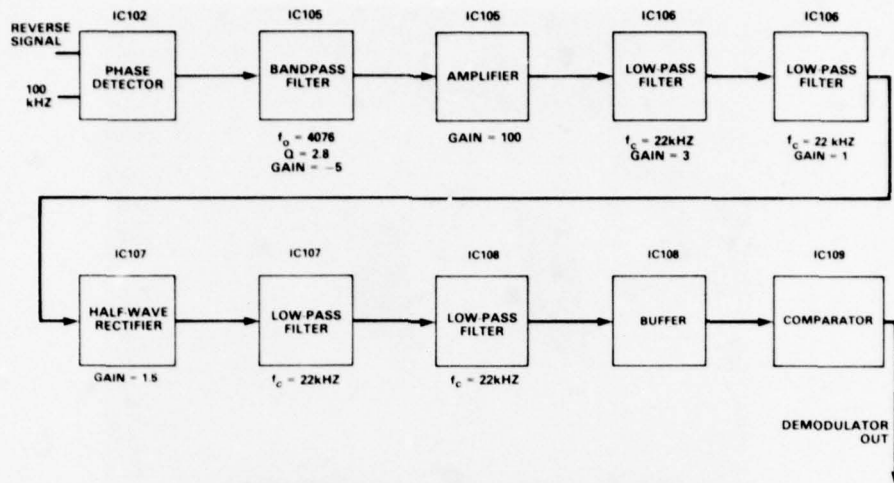 IC102
IC105
IC105
IC106
IC106
REVERSE
SIGNAL
100
kHZ
PHASE
DETECTOR
BANDPASS
FILTER
AMPLIFIER
LOW-PASS
FILTER
LOW-PASS
FILTER
fo = 4076
Q = 2.8
GAIN = -5
GAIN = 100
fc = 22kHZ
GAIN = 3
fc = 22 kHZ
GAIN = 1
IC107
IC107
IC108
IC108
IC109
HALF-WAVE
RECTIFIER
LOW-PASS
FILTER
LOW-PASS
FILTER
BUFFER
COMPARATOR
GAIN = 1.5
fc = 22kHZ
fc = 22kHZ
DEMODULATOR
OUT